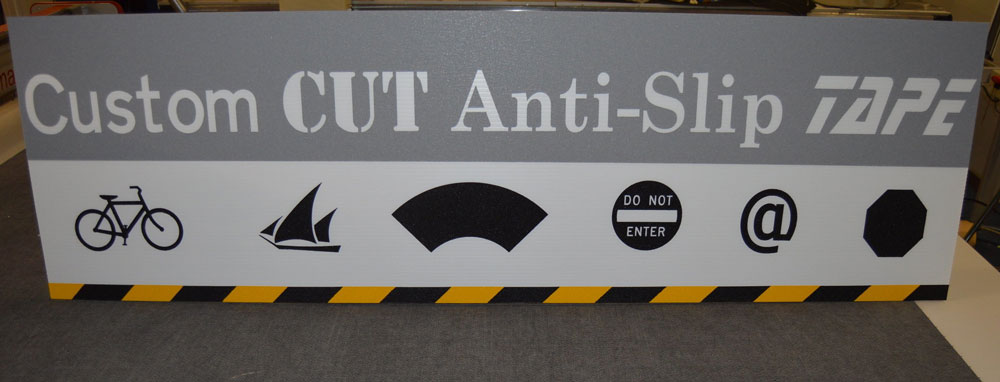 Custom CUT Anti-Slip TAPE
DO NOT
ENTER
@